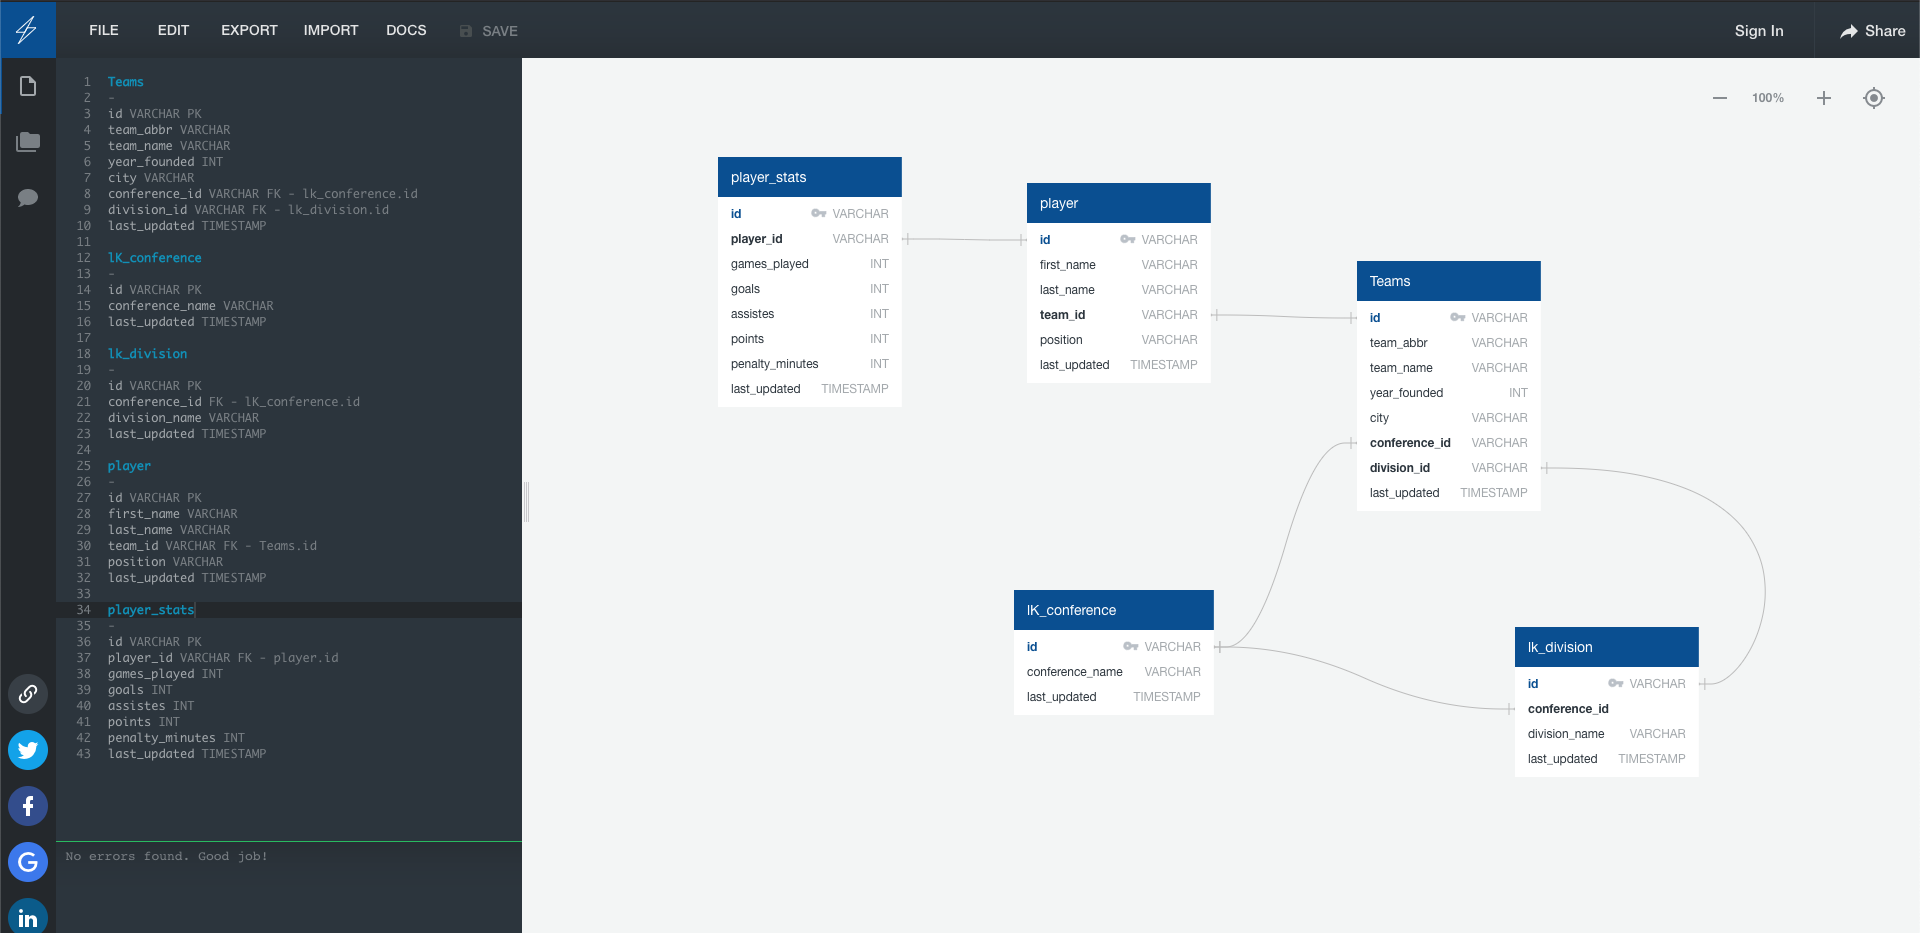 FILE EDIT EXPORT IMPORT DOCS SAVE Sign In Share
1 Teams
2 -
3 id VARCHAR PK
4 team_abbr VARCHAR
5 team_name VARCHAR
6 year_founded INT
7 city VARCHAR
8 conference_id VARCHAR FK - lk_conference.id
9 division_id VARCHAR FK - lk_division.id
10 last_updated TIMESTAMP
11
12 lK_conference
13 -
14 id VARCHAR PK
15 conference_name VARCHAR
16 last_updated TIMESTAMP
17
18 lk_division
19 -
20 id VARCHAR PK
21 conference_id FK - lK_conference.id
22 division_name VARCHAR
23 last_updated TIMESTAMP
24
25 player
26 -
27 id VARCHAR PK
28 first_name VARCHAR
29 last_name VARCHAR
30 team_id VARCHAR FK - Teams.id
31 position VARCHAR
32 last_updated TIMESTAMP
33
34 player_stats
35 -
36 id VARCHAR PK
37 player_id VARCHAR FK - player.id
38 games_played INT
39 goals INT
40 assistes INT
41 points INT
42 penalty_minutes INT
43 last_updated TIMESTAMP
No errors found. Good job!
100%
player_stats
id VARCHAR
player_id VARCHAR
games_played INT
goals INT
assistes INT
points INT
penalty_minutes INT
last_updated TIMESTAMP
player
id VARCHAR
first_name VARCHAR
last_name VARCHAR
team_id VARCHAR
position VARCHAR
last_updated TIMESTAMP
Teams
id VARCHAR
team_abbr VARCHAR
team_name VARCHAR
year_founded INT
city VARCHAR
conference_id VARCHAR
division_id VARCHAR
last_updated TIMESTAMP
lK_conference
id VARCHAR
conference_name VARCHAR
last_updated TIMESTAMP
lk_division
id VARCHAR
conference_id
division_name VARCHAR
last_updated TIMESTAMP